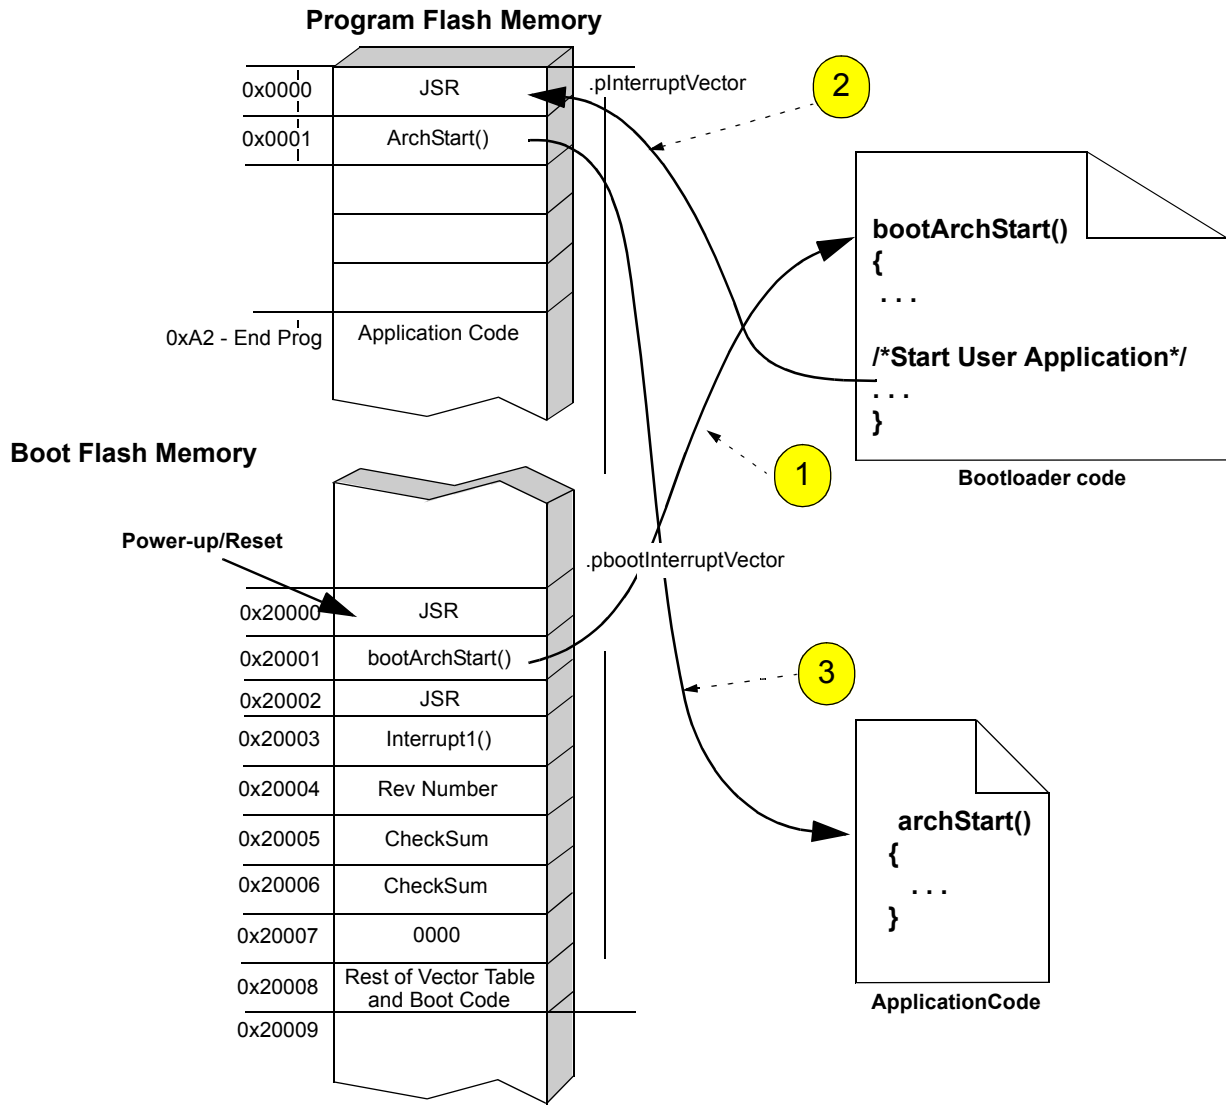 Program Flash Memory
0x0000
JSR
.pInterruptVector
2
0x0001
ArchStart()
bootArchStart()
{
. . .
/*Start User Application*/
. . .
}
Bootloader code
0xA2 - End Prog
Application Code
Boot Flash Memory
1
Power-up/Reset
.pbootInterruptVector
0x20000
JSR
0x20001
bootArchStart()
3
0x20002
JSR
0x20003
Interrupt1()
0x20004
Rev Number
0x20005
CheckSum
0x20006
CheckSum
0x20007
0000
0x20008
Rest of Vector Table
and Boot Code
0x20009
archStart()
{
. . .
}
ApplicationCode